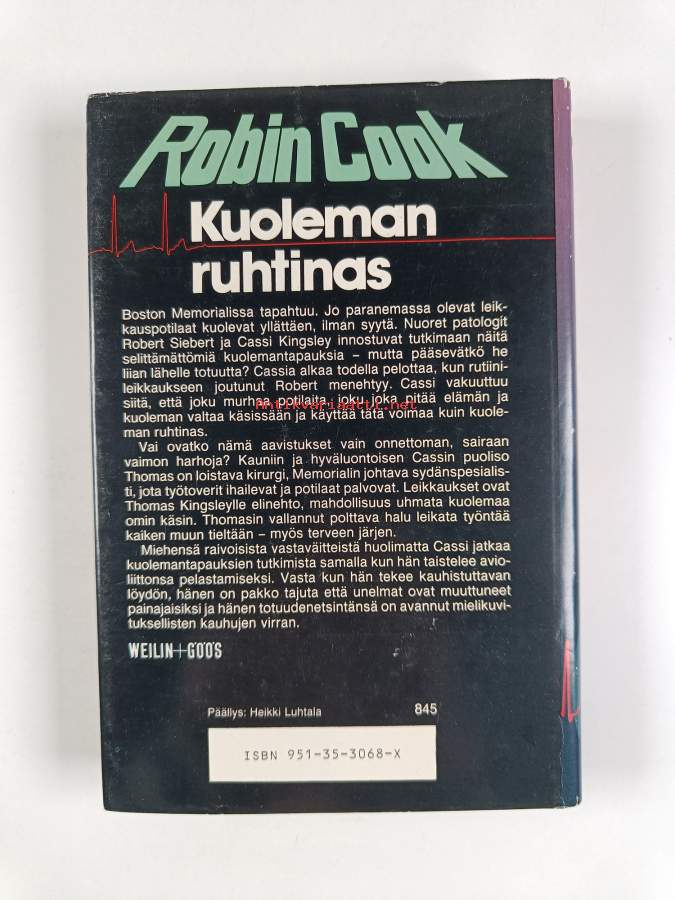 Robin Cook
Kuoleman
ruhtinas
Boston Memorialissa tapahtuu. Jo paranemassa olevat leik-
kauspotilaat kuolevat yllättäen, ilman syytä. Nuoret patologit
Robert Siebert ja Cassi Kingsley innostuvat tutkimaan näitä
selittämättömiä kuolemantapauksia – mutta pääsevätkö he
liian lähelle totuutta? Cassia alkaa todella pelottaa, kun rutiini-
leikkaukseen joutunut Robert menehtyy. Cassi vakuuttuu
siitä, että joku murhaa potilaita, joku joka pitää elämän ja
Antikvariaatti.net
kuoleman valtaa käsissään ja käyttää tätä voimaa kuin kuole-
man ruhtinas.
Vai ovatko nämä aavistukset vain onnettoman, sairaan
vaimon harhoja? Kauniin ja hyväluontoisen Cassin puoliso
Thomas on loistava kirurgi, Memorialin johtava sydänspesialis-
ti, jota työtoverit ihailevat ja potilaat palvovat. Leikkaukset ovat
Thomas Kingsleylle elinehto, mahdollisuus uhmata kuolemaa
omin käsin. Thomasin vallannut polttava halu leikata työntää
kaiken muun tieltään – myös terveen järjen.
Miehensä raivoisista vastaväitteistä huolimatta Cassi jatkaa
kuolemantapauksien tutkimista samalla kun hän taistelee avio-
liittonsa pelastamiseksi. Vasta kun hän tekee kauhistuttavan
löydön, hänen on pakko tajuta että unelmat ovat muuttuneet
painajaisiksi ja hänen totuudenetsintänsä on avannut mielikuvi-
tuksellisten kauhujen virran.
WEILIN+GÖÖS
Päällys: Heikki Luhtala
845
ISBN 951-35-3068-X